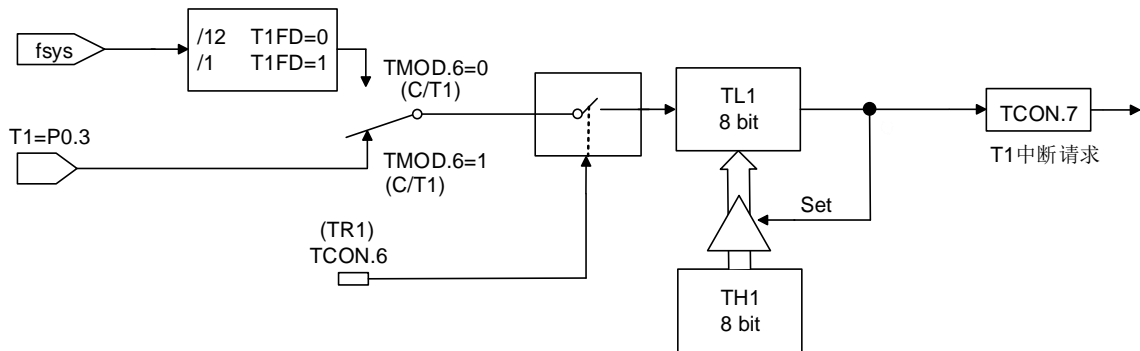 fsys
/12 T1FD=0
/1 T1FD=1
TMOD.6=0
(C/T1)
T1=P0.3
TMOD.6=1
(C/T1)
(TR1)
TCON.6
TL1
8 bit
TCON.7
T1中断请求
Set
TH1
8 bit